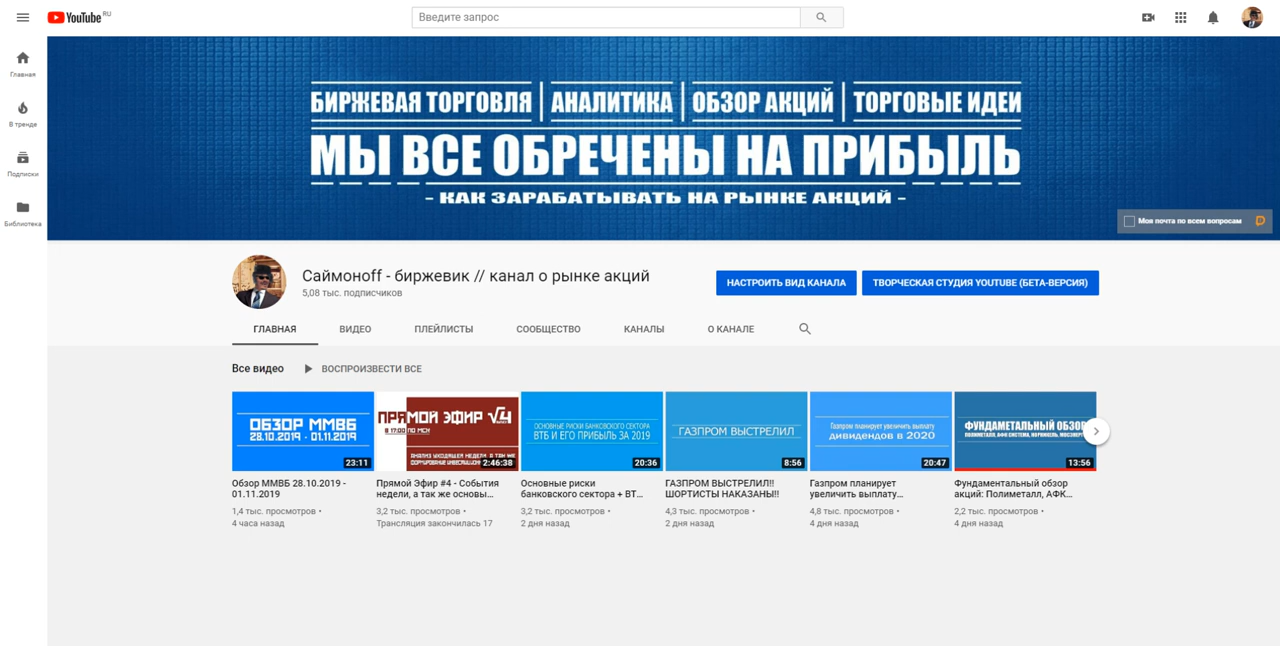 YouTube RU
Введите запрос
Главная
В тренде
Подписки
Библиотека
БИРЖЕВАЯ ТОРГОВЛЯ | АНАЛИТИКА | ОБЗОР АКЦИЙ | ТОРГОВЫЕ ИДЕИ
МЫ ВСЕ ОБРЕЧЕНЫ НА ПРИБЫЛЬ
- КАК ЗАРАБАТЫВАТЬ НА РЫНКЕ АКЦИЙ -
Моя почта по всем вопросам
Саймоноff - биржевик // канал о рынке акций
5,08 тыс. подписчиков
НАСТРОИТЬ ВИД КАНАЛА
ТВОРЧЕСКАЯ СТУДИЯ YOUTUBE (БЕТА-ВЕРСИЯ)
ГЛАВНАЯ ВИДЕО ПЛЕЙЛИСТЫ СООБЩЕСТВО КАНАЛЫ О КАНАЛЕ
Все видео ВОСПРОИЗВЕСТИ ВСЕ
ОБЗОР ММВБ
28.10.2019 - 01.11.2019
23:11
Обзор ММВБ 28.10.2019 -
01.11.2019
1,4 тыс. просмотров •
4 часа назад
ПРЯМОЙ ЭФИР √4
В 17:00 ПО МСК
АНАЛИЗ УХОДЯЩЕЙ НЕДЕЛИ, А ТАК ЖЕ
2:46:38
Прямой Эфир #4 - События
недели, а так же основы...
3,2 тыс. просмотров •
Трансляция закончилась 17
ОСНОВНЫЕ РИСКИ БАНКОВСКОГО СЕКТОРА
ВТБ И ЕГО ПРИБЫЛЬ ЗА 2019
20:36
Основные риски
банковского сектора + ВТ...
3,2 тыс. просмотров •
2 дня назад
ГАЗПРОМ ВЫСТРЕЛИЛ
8:56
ГАЗПРОМ ВЫСТРЕЛИЛ!!
ШОРТИСТЫ НАКАЗАНЫ!!
4,3 тыс. просмотров •
2 дня назад
Газпром планирует увеличить выплату
дивидендов в 2020
20:47
Газпром планирует
увеличить выплату...
4,8 тыс. просмотров •
4 дня назад
ФУНДАМЕТАЛЬНЫЙ ОБЗОР
13:56
Фундаментальный обзор
акций: Полиметалл, АФК...
2,2 тыс. просмотров •
4 дня назад